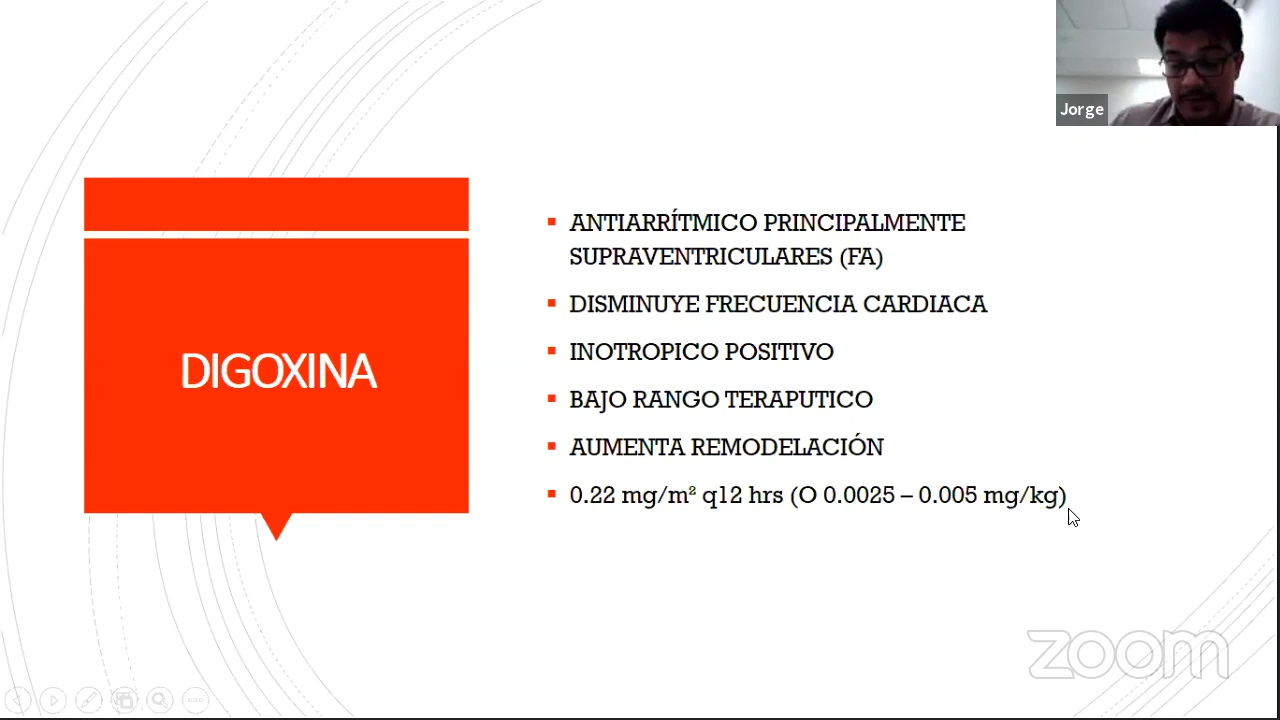 Jorge
DIGOXINA
ANTIARRÍTMICO PRINCIPALMENTE
SUPRAVENTRICULARES (FA)
DISMINUYE FRECUENCIA CARDIACA
INOTROPICO POSITIVO
BAJO RANGO TERAPUTICO
AUMENTA REMODELACIÓN
0.22 mg/m² q12 hrs (O 0.0025 – 0.005 mg/kg)
zoom